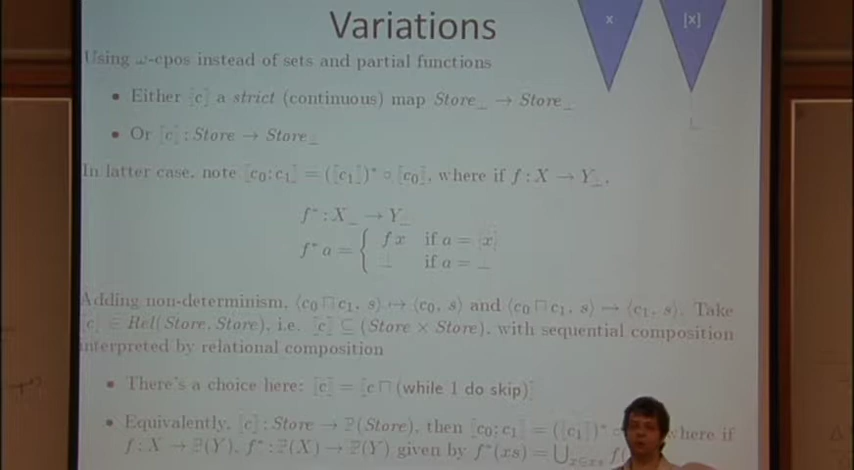 Variations
x
[x]
Using ω-cpos instead of sets and partial functions
• Either ⟦c⟧ a strict (continuous) map Store⊥ → Store⊥
• Or ⟦c⟧ : Store → Store⊥
In latter case, note ⟦c₀; c₁⟧ = (⟦c₁⟧)* ∘ ⟦c₀⟧, where if f : X → Y⊥,
f* : X⊥ → Y⊥
f* a = { f x if a = [x]
⊥ if a = ⊥
Adding non-determinism, ⟨c₀ ⊓ c₁, s⟩ ↦ ⟨c₀, s⟩ and ⟨c₀ ⊓ c₁, s⟩ ↦ ⟨c₁, s⟩. Take
⟦c⟧ ∈ Rel(Store, Store), i.e. ⟦c⟧ ⊆ (Store × Store), with sequential composition
interpreted by relational composition
• There's a choice here: ⟦c⟧ = ⟦c ⊓ (while 1 do skip)⟧
• Equivalently, ⟦c⟧ : Store → ℙ(Store), then ⟦c₀; c₁⟧ = (⟦c₁⟧)* where if
f : X → ℙ(Y), f* : ℙ(X) → ℙ(Y) given by f*(xs) = ⋃x∈xs f(